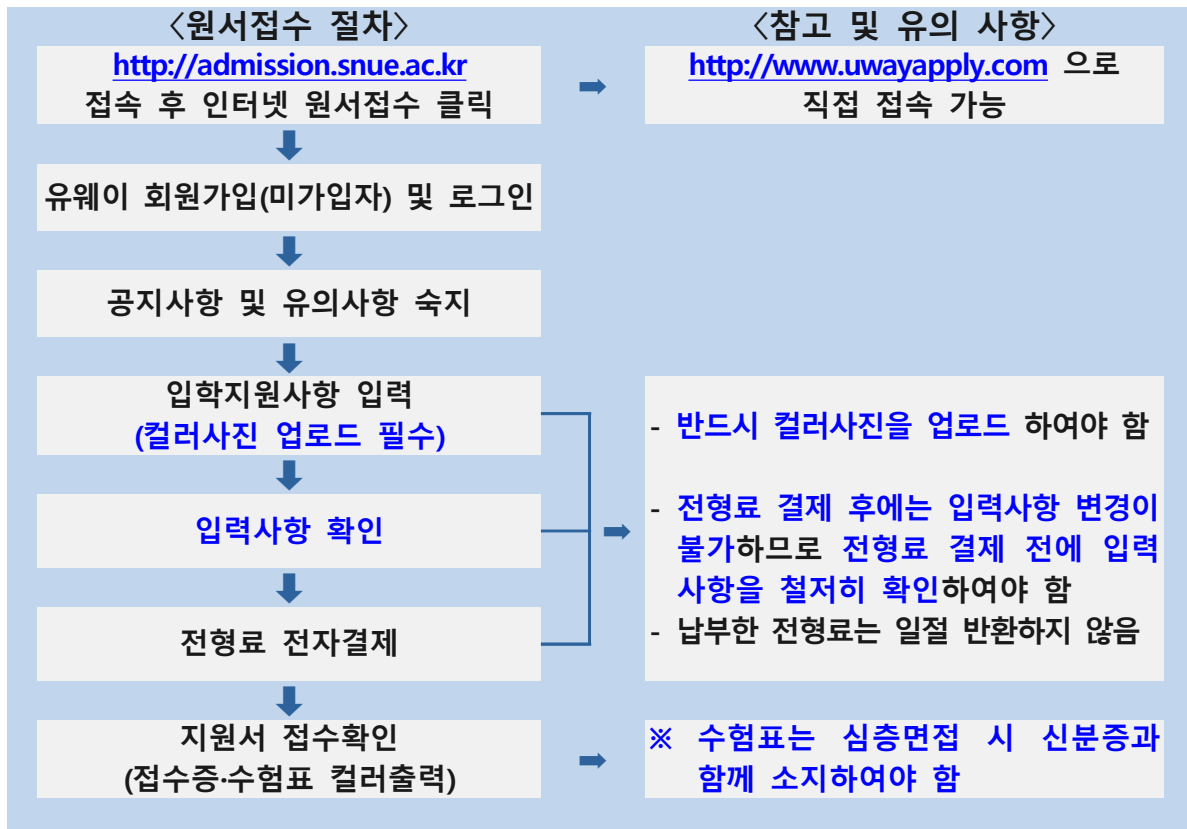 〈원서접수 절차〉
http://admission.snue.ac.kr
접속 후 인터넷 원서접수 클릭
유웨이 회원가입(미가입자) 및 로그인
공지사항 및 유의사항 숙지
입학지원사항 입력
(컬러사진 업로드 필수)
입력사항 확인
전형료 전자결제
지원서 접수확인
(접수증·수험표 컬러출력)
〈참고 및 유의 사항〉
http://www.uwayapply.com 으로
직접 접속 가능
- 반드시 컬러사진을 업로드 하여야 함
- 전형료 결제 후에는 입력사항 변경이
불가하므로 전형료 결제 전에 입력
사항을 철저히 확인하여야 함
- 납부한 전형료는 일절 반환하지 않음
※ 수험표는 심층면접 시 신분증과
함께 소지하여야 함